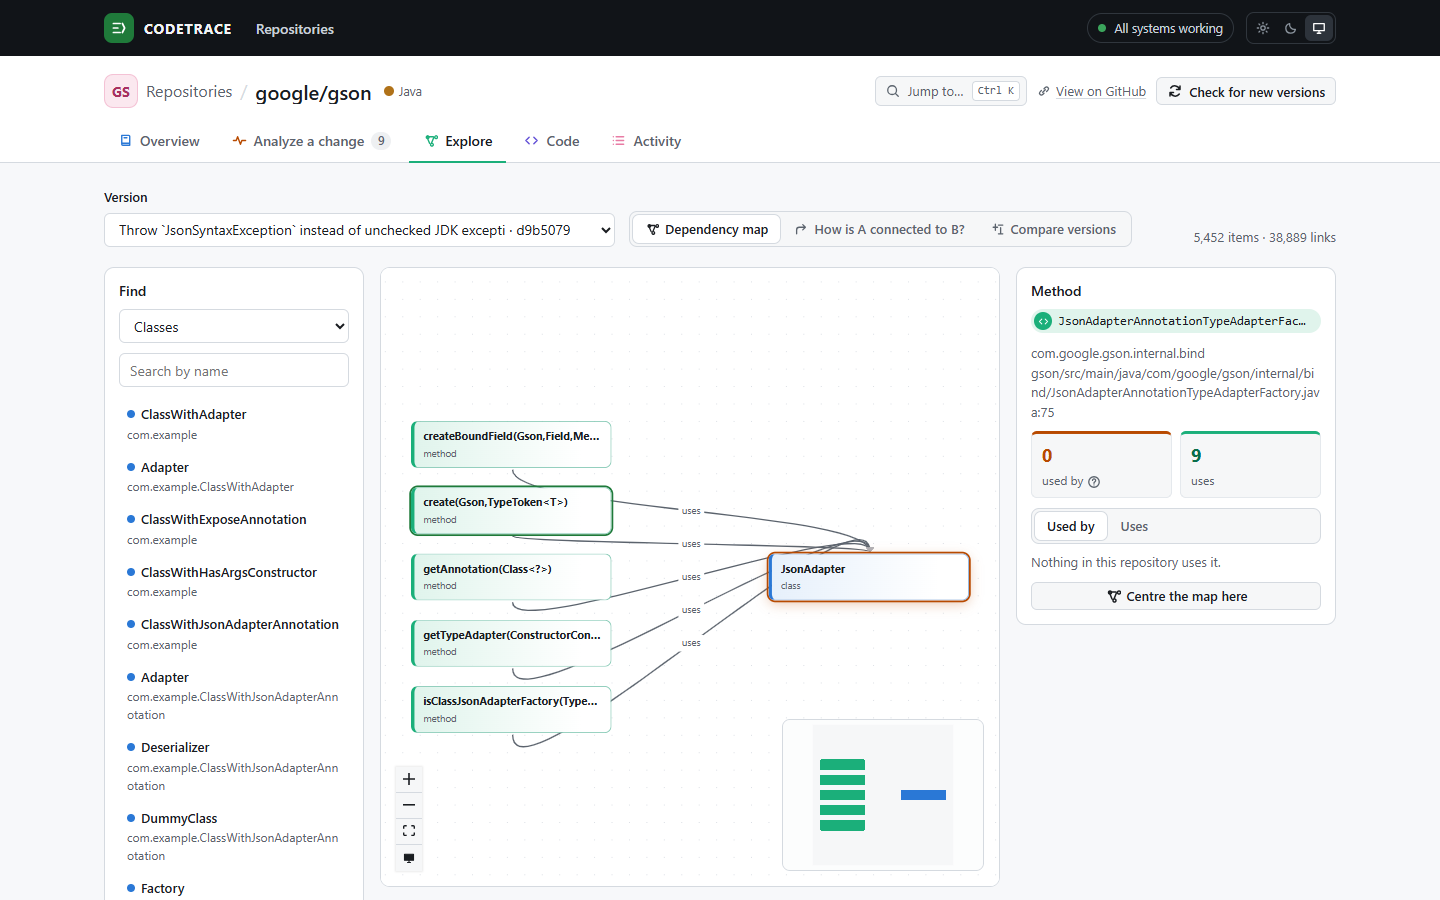 CODETRACE
Repositories
All systems working
GS
Repositories / google/gson
Java
Jump to...
Ctrl K
View on GitHub
Check for new versions
Overview
Analyze a change 9
Explore
Code
Activity
Version
Throw `JsonSyntaxException` instead of unchecked JDK excepti · d9b5079
Dependency map
How is A connected to B?
Compare versions
5,452 items · 38,889 links
Find
Classes
Search by name
ClassWithAdapter
com.example
Adapter
com.example.ClassWithAdapter
ClassWithExposeAnnotation
com.example
ClassWithHasArgsConstructor
com.example
ClassWithJsonAdapterAnnotation
com.example
Adapter
com.example.ClassWithJsonAdapterAnn
otation
Deserializer
com.example.ClassWithJsonAdapterAnn
otation
DummyClass
com.example.ClassWithJsonAdapterAnn
otation
Factory
createBoundField(Gson,Field,Me...
method
create(Gson,TypeToken<T>)
method
getAnnotation(Class<?>)
method
getTypeAdapter(ConstructorCon...
method
isClassJsonAdapterFactory(Type...
method
uses
uses
uses
uses
uses
JsonAdapter
class
Method
JsonAdapterAnnotationTypeAdapterFac...
com.google.gson.internal.bind
gson/src/main/java/com/google/gson/internal/bi
nd/JsonAdapterAnnotationTypeAdapterFactory.jav
a:75
0
used by
9
uses
Used by
Uses
Nothing in this repository uses it.
Centre the map here